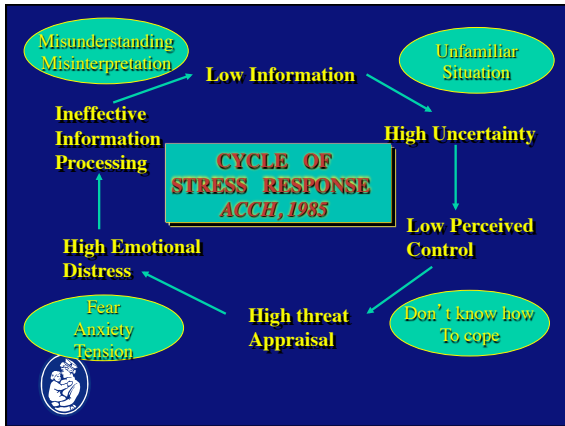 Misunderstanding
Misinterpretation
Low Information
Unfamiliar
Situation
High Uncertainty
Ineffective
Information
Processing
CYCLE OF
STRESS RESPONSE
ACCH, 1985
Low Perceived
Control
High Emotional
Distress
High threat
Appraisal
Don’t know how
To cope
Fear
Anxiety
Tension